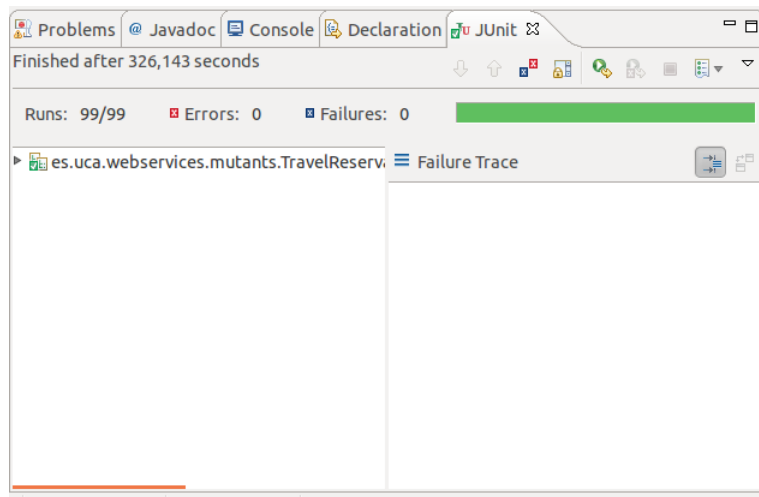 Problems @ Javadoc Console Declaration JU JUnit
Finished after 326,143 seconds
Runs: 99/99 Errors: 0 Failures: 0
es.uca.webservices.mutants.TravelReserva
Failure Trace